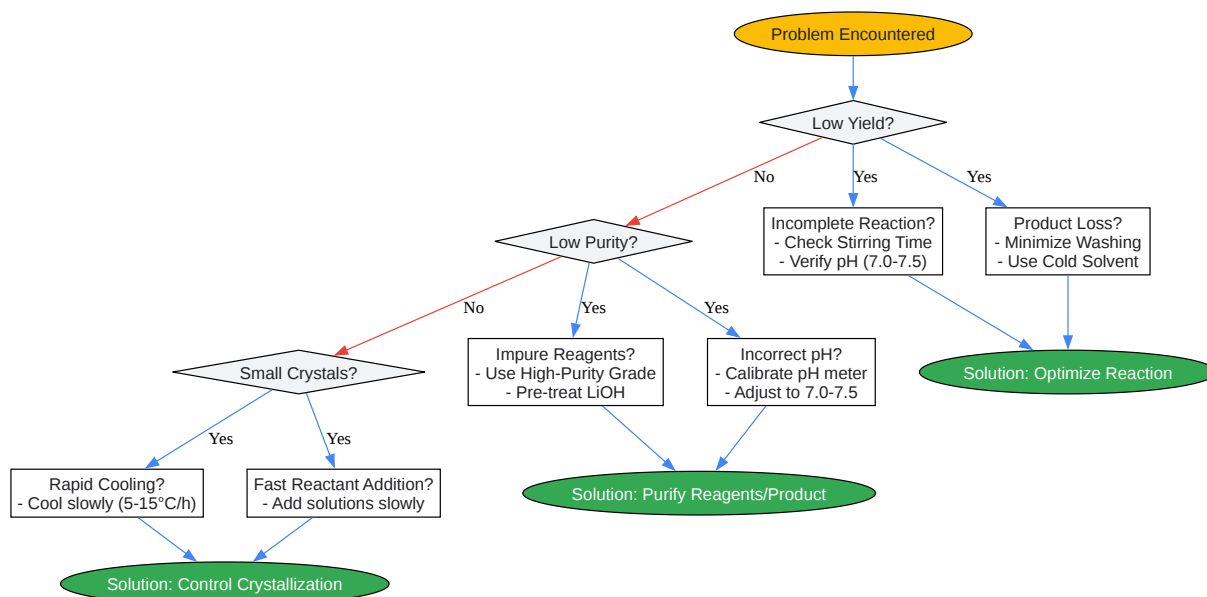 Problem Encountered
Low Yield?
No
Yes
Yes
Incomplete Reaction?
- Check Stirring Time
- Verify pH (7.0-7.5)
Product Loss?
- Minimize Washing
- Use Cold Solvent
Low Purity?
No
Yes
Yes
Solution: Optimize Reaction
Small Crystals?
Impure Reagents?
- Use High-Purity Grade
- Pre-treat LiOH
Incorrect pH?
- Calibrate pH meter
- Adjust to 7.0-7.5
Yes
Yes
Rapid Cooling?
- Cool slowly (5-15°C/h)
Fast Reactant Addition?
- Add solutions slowly
Solution: Purify Reagents/Product
Solution: Control Crystallization